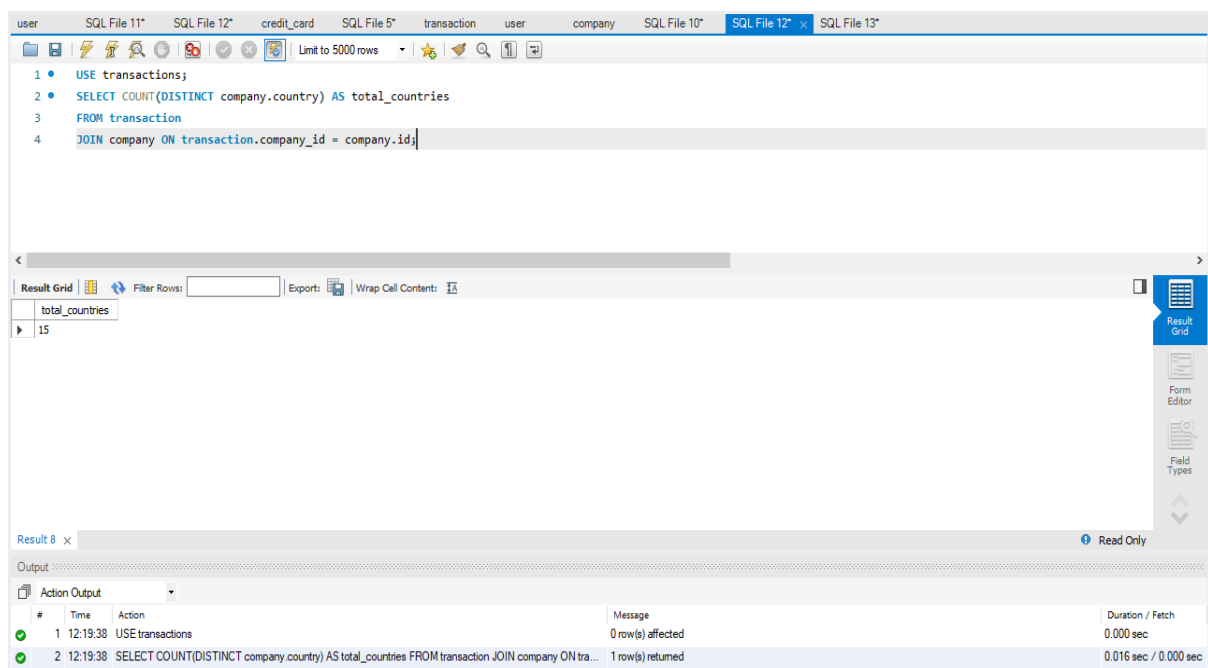 user SQL File 11* SQL File 12* credit_card SQL File 5* transaction user company SQL File 10* SQL File 12* × SQL File 13*
Limit to 5000 rows
1 USE transactions;
2 SELECT COUNT(DISTINCT company.country) AS total_countries
3 FROM transaction
4 JOIN company ON transaction.company_id = company.id;
Result Grid Filter Rows: Export: Wrap Cell Content: IA
total_countries
15
Result
Grid
Form
Editor
Field
Types
Result 8 × Read Only
Output
Action Output
# Time Action Message Duration / Fetch
1 12:19:38 USE transactions 0 row(s) affected 0.000 sec
2 12:19:38 SELECT COUNT(DISTINCT company.country) AS total_countries FROM transaction JOIN company ON tra... 1 row(s) returned 0.016 sec / 0.000 sec